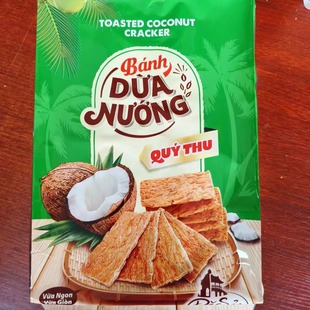 TOASTED COCONUT
CRACKER
Bánh
DỪA
NƯỚNG
QUÝ THU
Vừa Ngon
Vừa Giòn